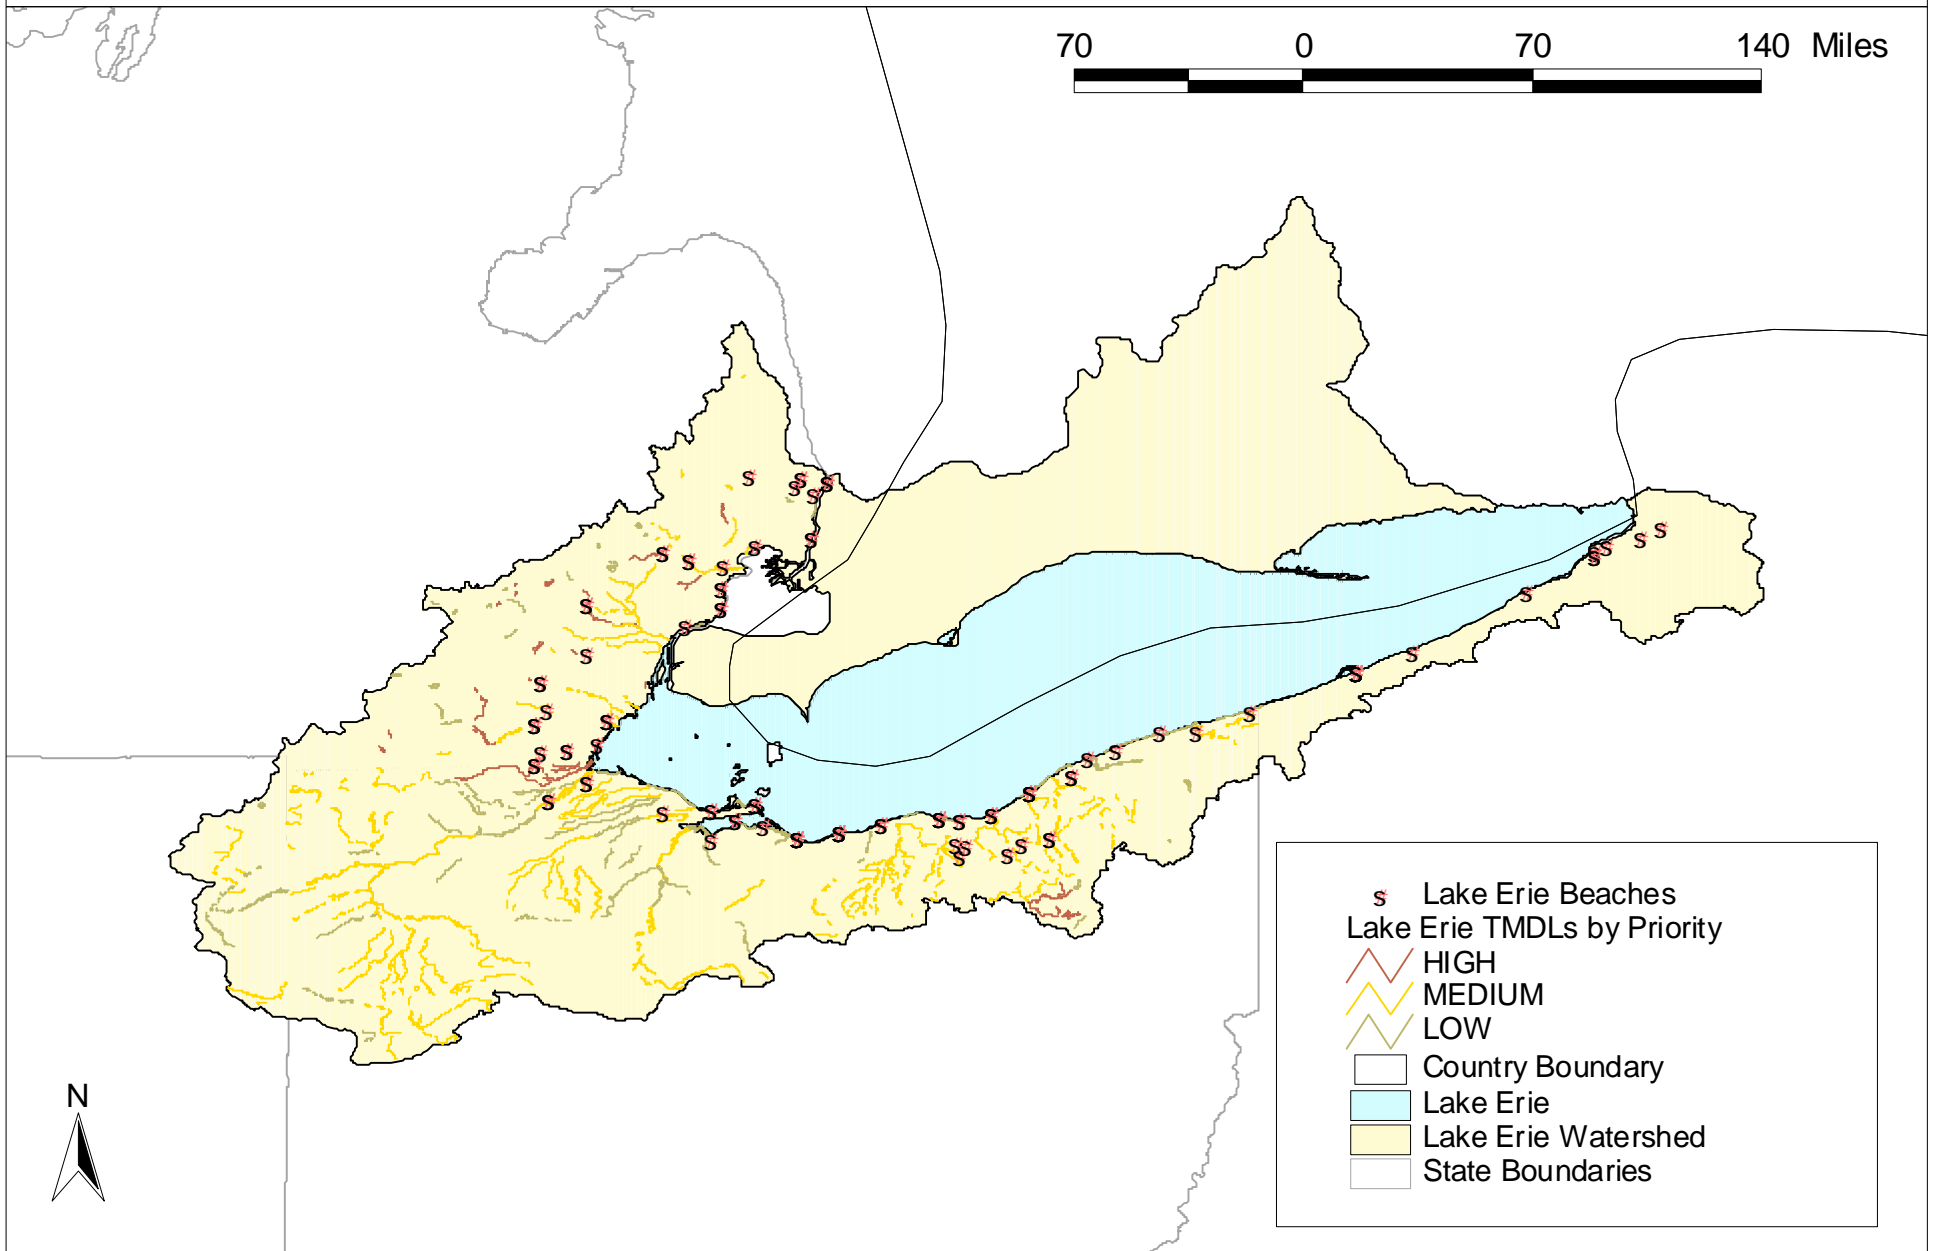 70 0 70 140 Miles
Lake Erie Beaches
Lake Erie TMDLs by Priority
HIGH
MEDIUM
LOW
Country Boundary
Lake Erie
Lake Erie Watershed
State Boundaries
N